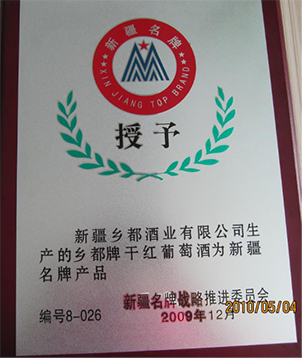 新疆名牌
XIN JIANG TOP BRAND
授予
新疆乡都酒业有限公司生
产的乡都牌干红葡萄酒为新疆
名牌产品
新疆名牌战略推进委员会
编号8-026
2009年12月
2010/05/04